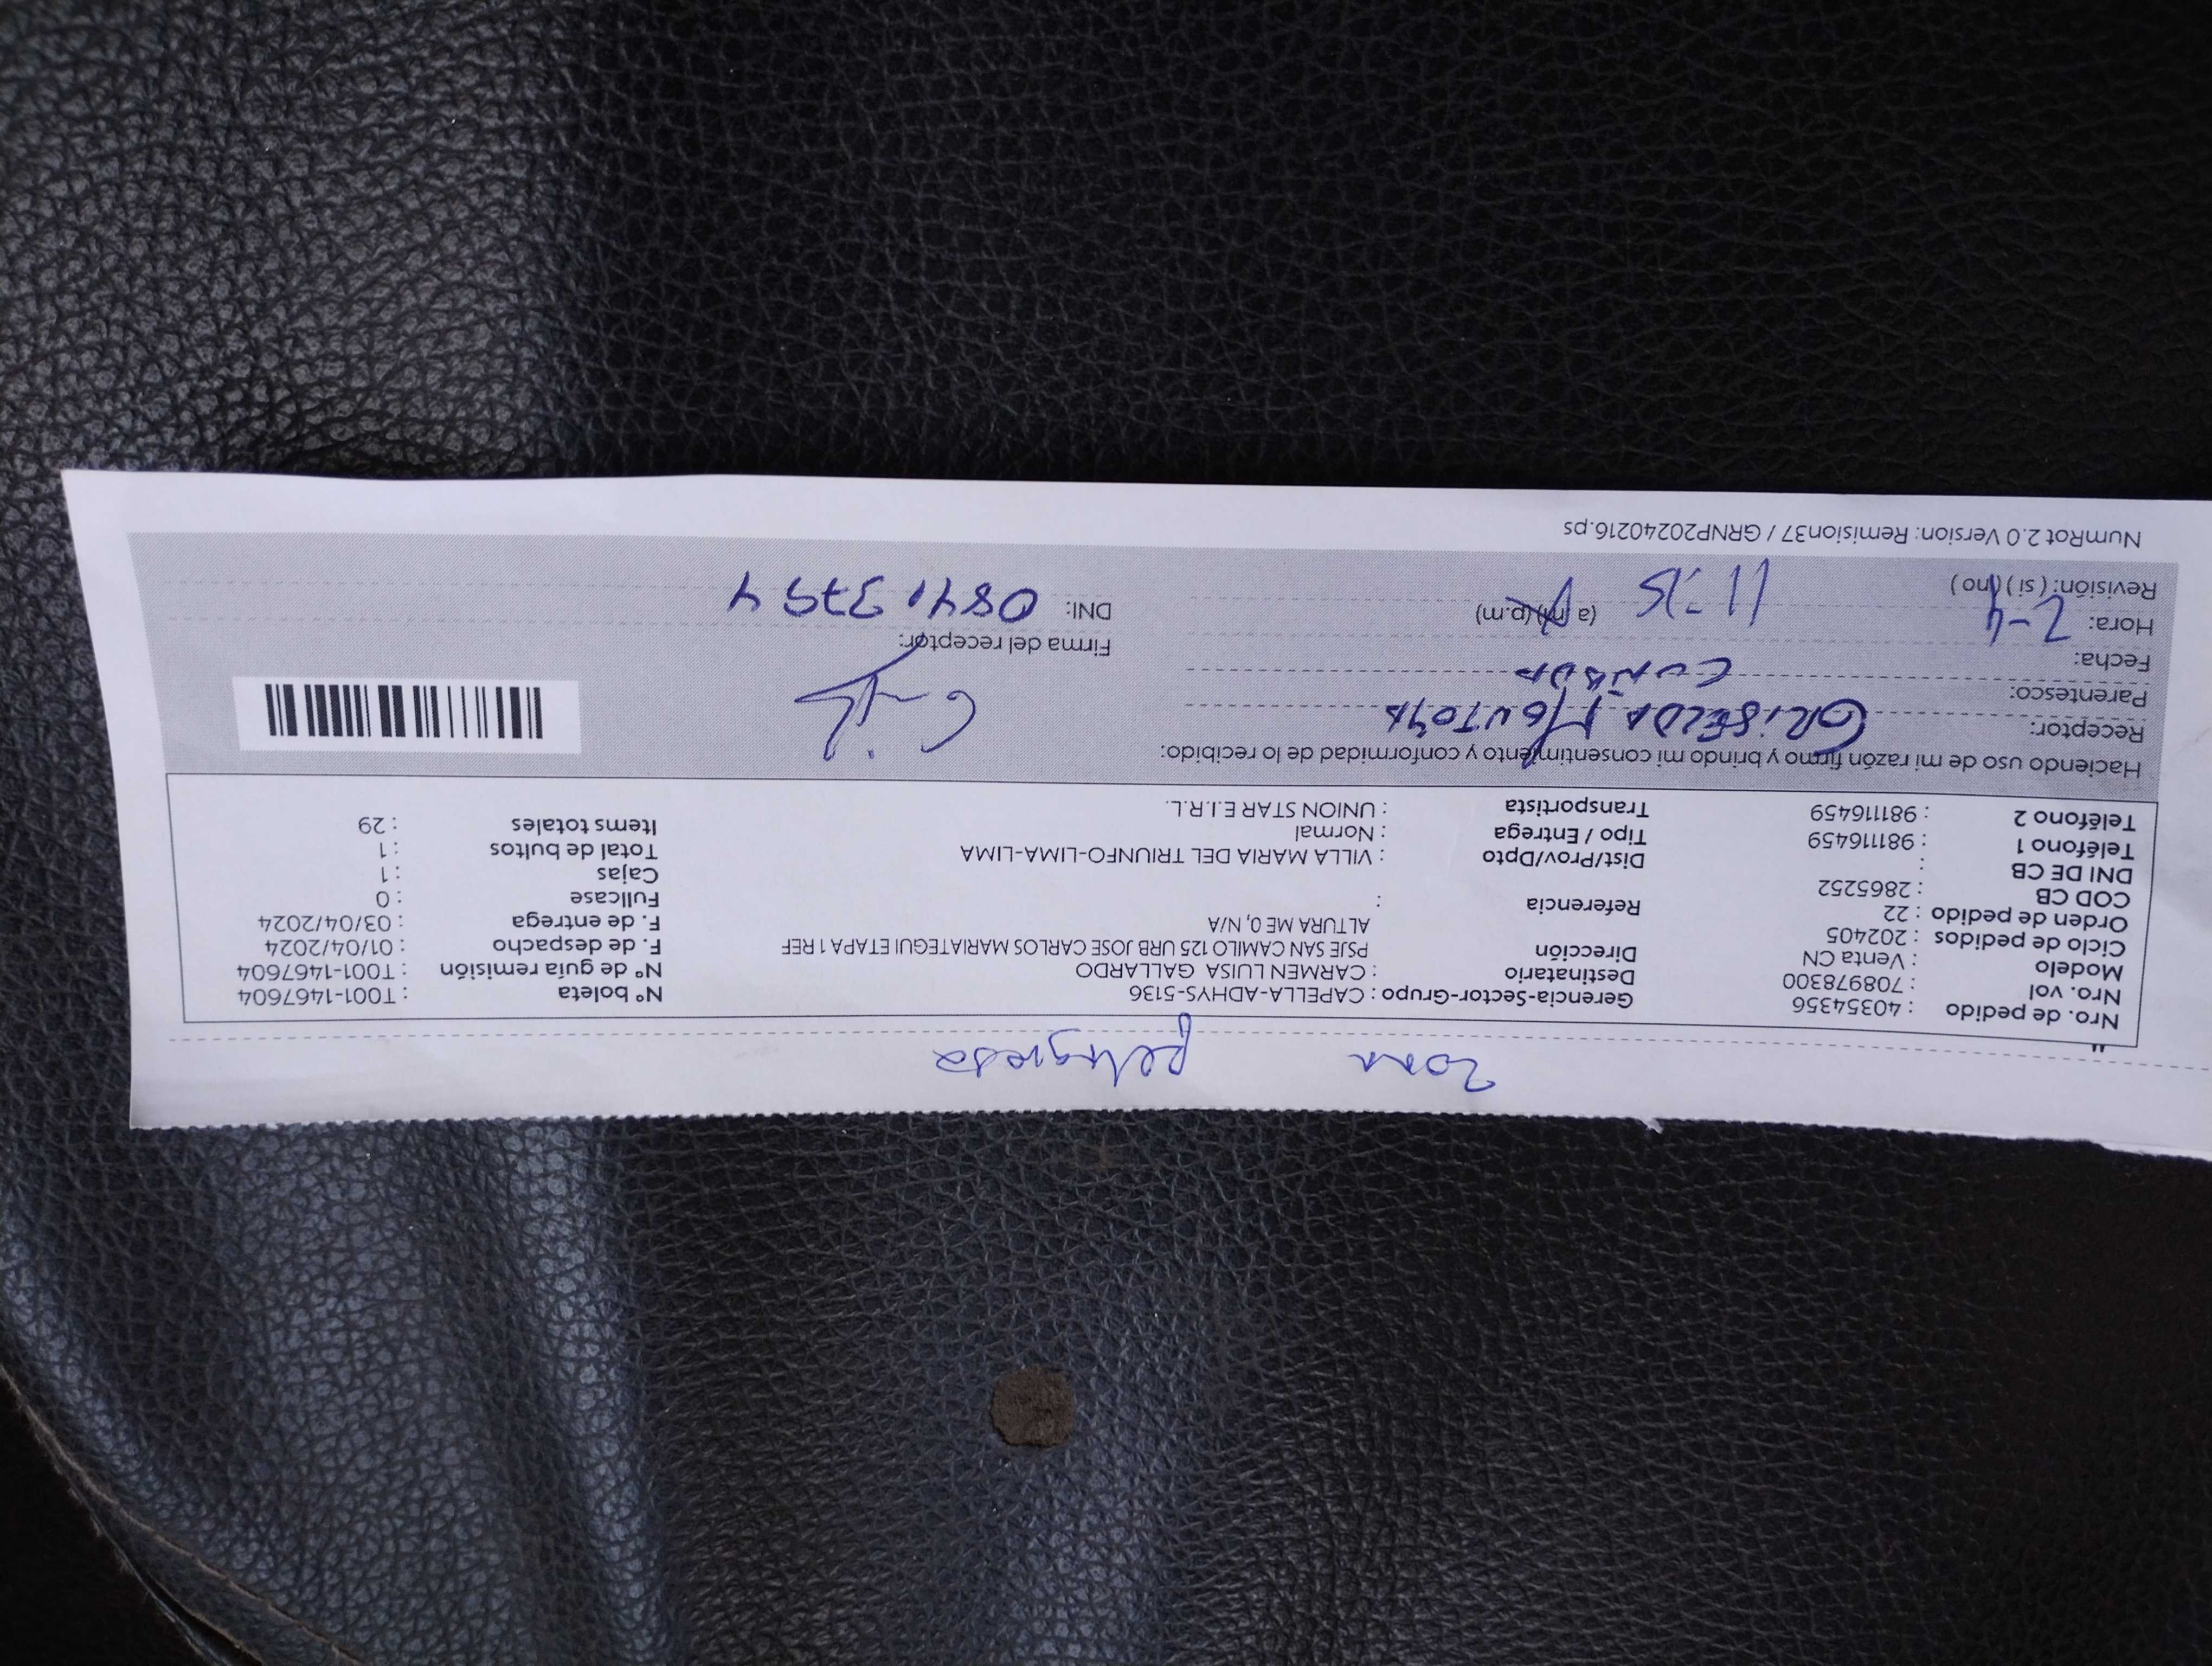 zona peligrosa
Nro. de pedido : 40354356
Nro. vol : 708978300
Modelo : Venta CN
Ciclo de pedidos : 202405
Orden de pedido : 22
COD CB : 2865252
DNI DE CB :
Teléfono 1 : 981116459
Teléfono 2 : 981116459
Gerencia-Sector-Grupo : CAPELLA-ADHYS-5136
Destinatario : CARMEN LUISA GALLARDO
Dirección PSJE SAN CAMILO 125 URB JOSE CARLOS MARIATEGUI ETAPA 1 REF
ALTURA ME 0, N/A
Referencia :
Dist/Prov/Dpto : VILLA MARIA DEL TRIUNFO-LIMA-LIMA
Tipo / Entrega : Normal
Transportista : UNION STAR E.I.R.L.
N° boleta : T001-1467604
N° de guía remisión : T001-1467604
F. de despacho : 01/04/2024
F. de entrega : 03/04/2024
Fullcase : 0
Cajas : 1
Total de bultos : 1
Items totales : 29
Haciendo uso de mi razón firmo y brindo mi consentimiento y conformidad de lo recibido:
Receptor: GRISELDA MONTOYA
Parentesco: CUÑADA
Fecha:
Hora: 2-4 11:15 (a.m) (p.m)
Revisión: ( si ) ( no )
Firma del receptor:
DNI:
NumRot 2.0 Version: Remision37 / GRNP20240216.ps